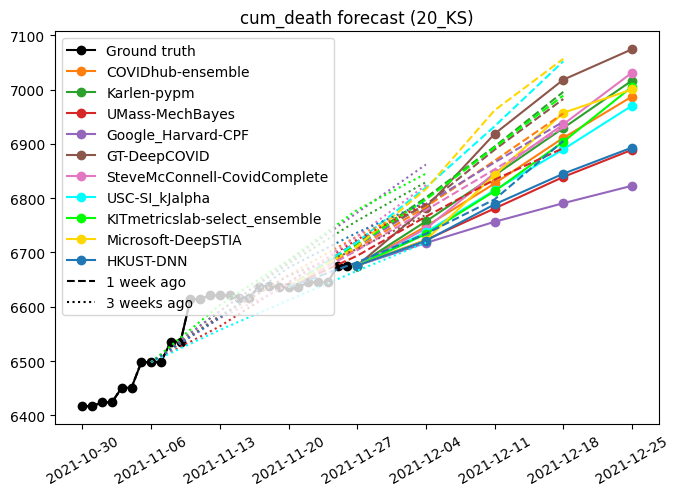 cum_death forecast (20_KS)
7100
7000
6900
6800
6700
6600
6500
6400
Ground truth
COVIDhub-ensemble
Karlen-pypm
UMass-MechBayes
Google_Harvard-CPF
GT-DeepCOVID
SteveMcConnell-CovidComplete
USC-SI_kJalpha
KITmetricslab-select_ensemble
Microsoft-DeepSTIA
HKUST-DNN
1 week ago
3 weeks ago
2021-10-30
2021-11-06
2021-11-13
2021-11-20
2021-11-27
2021-12-04
2021-12-11
2021-12-18
2021-12-25